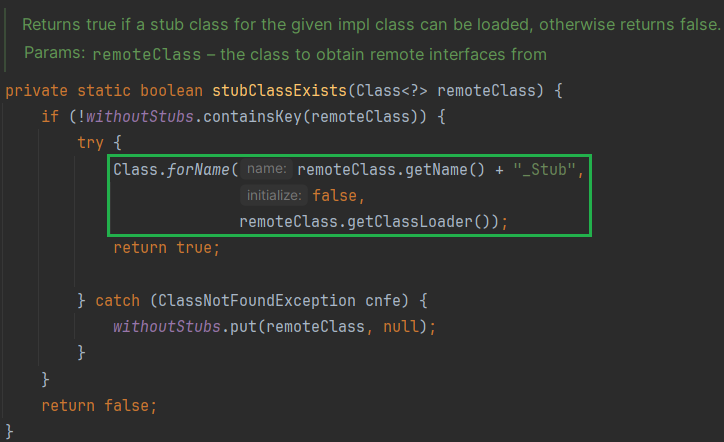 Returns true if a stub class for the given impl class can be loaded, otherwise returns false.
Params: remoteClass – the class to obtain remote interfaces from
private static boolean stubClassExists(Class<?> remoteClass) {
    if (!withoutStubs.containsKey(remoteClass)) {
        try {
            Class.forName( name: remoteClass.getName() + "_Stub",
                           initialize: false,
                           remoteClass.getClassLoader());
            return true;
        } catch (ClassNotFoundException cnfe) {
            withoutStubs.put(remoteClass, null);
        }
    }
    return false;
}